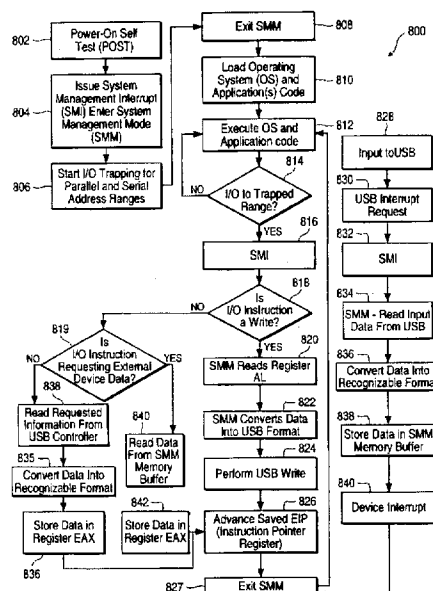 800
802
Power-On Self
Test (POST)
804
Issue System
Management Interrupt
(SMI) Enter System
Management Mode
(SMM)
806
Start I/O Trapping for
Parallel and Serial
Address Ranges
Exit SMM
808
Load Operating
System (OS) and
Application(s) Code
810
Execute OS and
Application code
812
814
I/O to Trapped
Range?
NO
YES
816
SMI
818
Is
I/O Instruction
a Write?
NO
YES
819
Is
I/O Instruction
Requesting External
Device Data?
NO
YES
838
Read Requested
Information From
USB Controller
835
Convert Data Into
Recognizable Format
Store Data in
Register EAX
836
840
Read Data
From SMM
Memory Buffer
842
Store Data in
Register EAX
820
SMM Reads Register
AL
822
SMM Converts Data
Into USB Format
824
Perform USB Write
826
Advance Saved EIP
(Instruction Pointer
Register)
827
Exit SMM
828
Input toUSB
830
USB Interrupt
Request
832
SMI
834
SMM - Read Input
Data From USB
836
Convert Data Into
Recognizable Format
838
Store Data in SMM
Memory Buffer
840
Device Interrupt